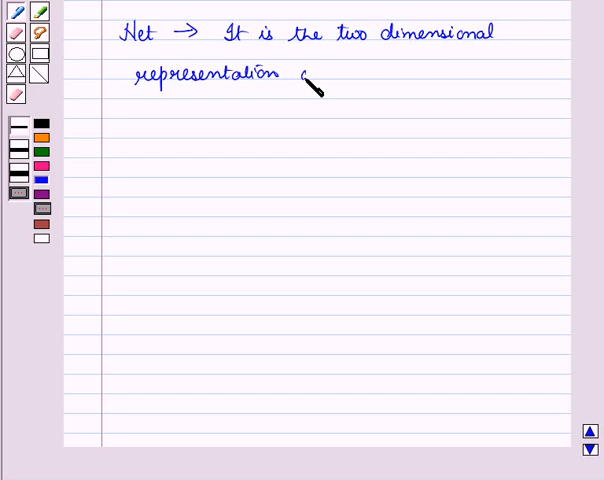 Net → It is the two dimensional
representation